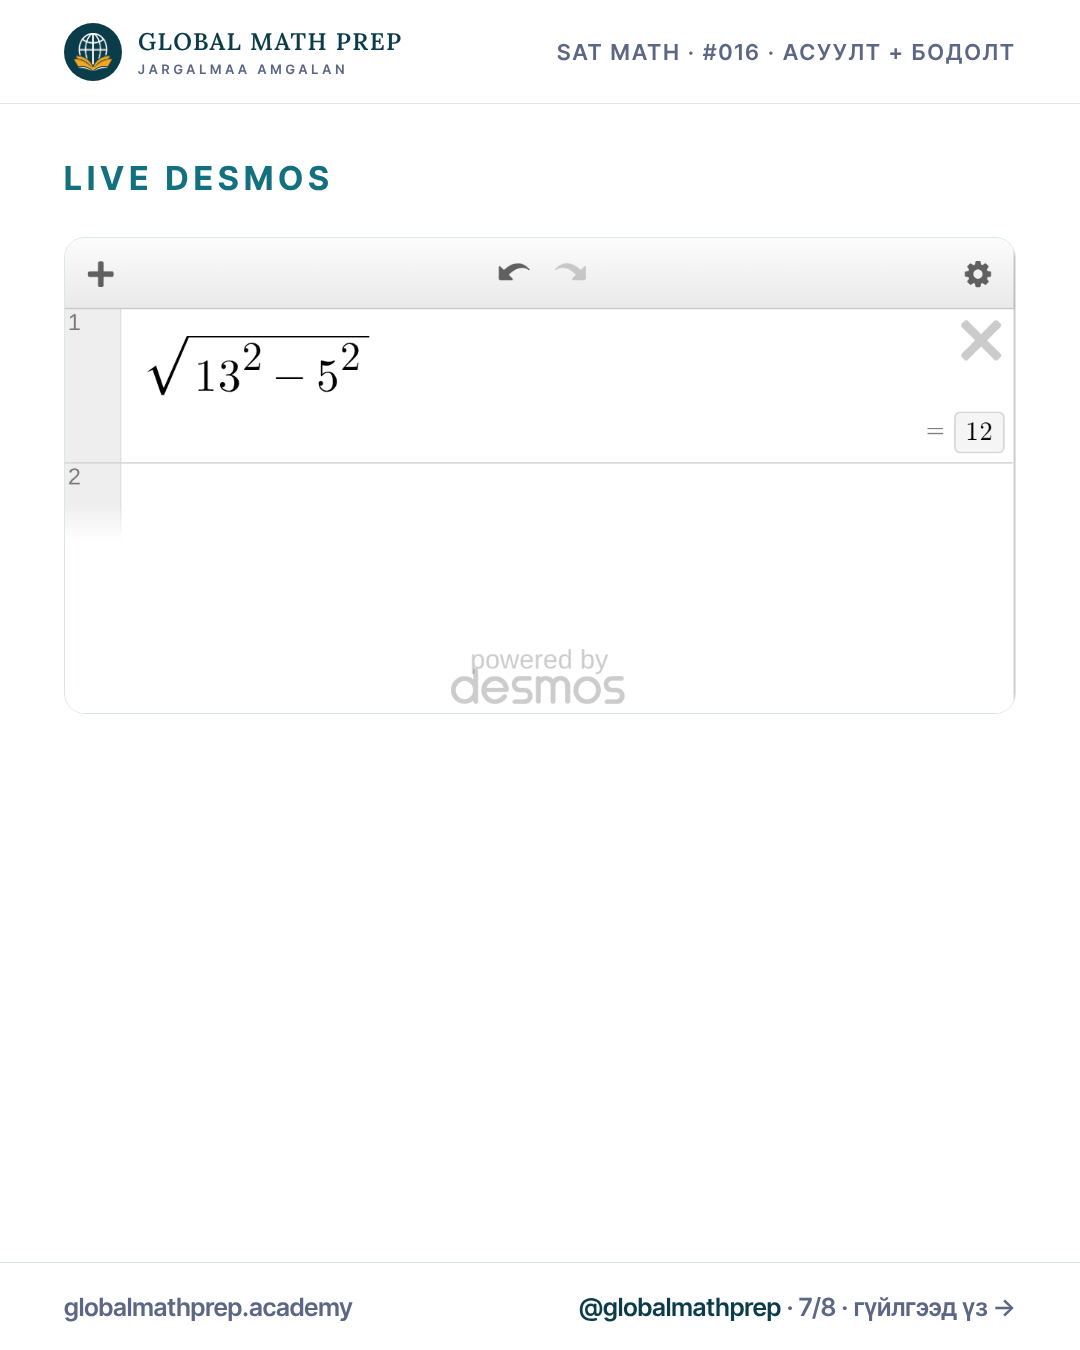 GLOBAL MATH PREP
JARGALMAA AMGALAN
SAT MATH · #016 · АСУУЛТ + БОДОЛТ
LIVE DESMOS
1
√(13² − 5²)
= 12
2
powered by
desmos
globalmathprep.academy
@globalmathprep · 7/8 · гүйлгээд үз →